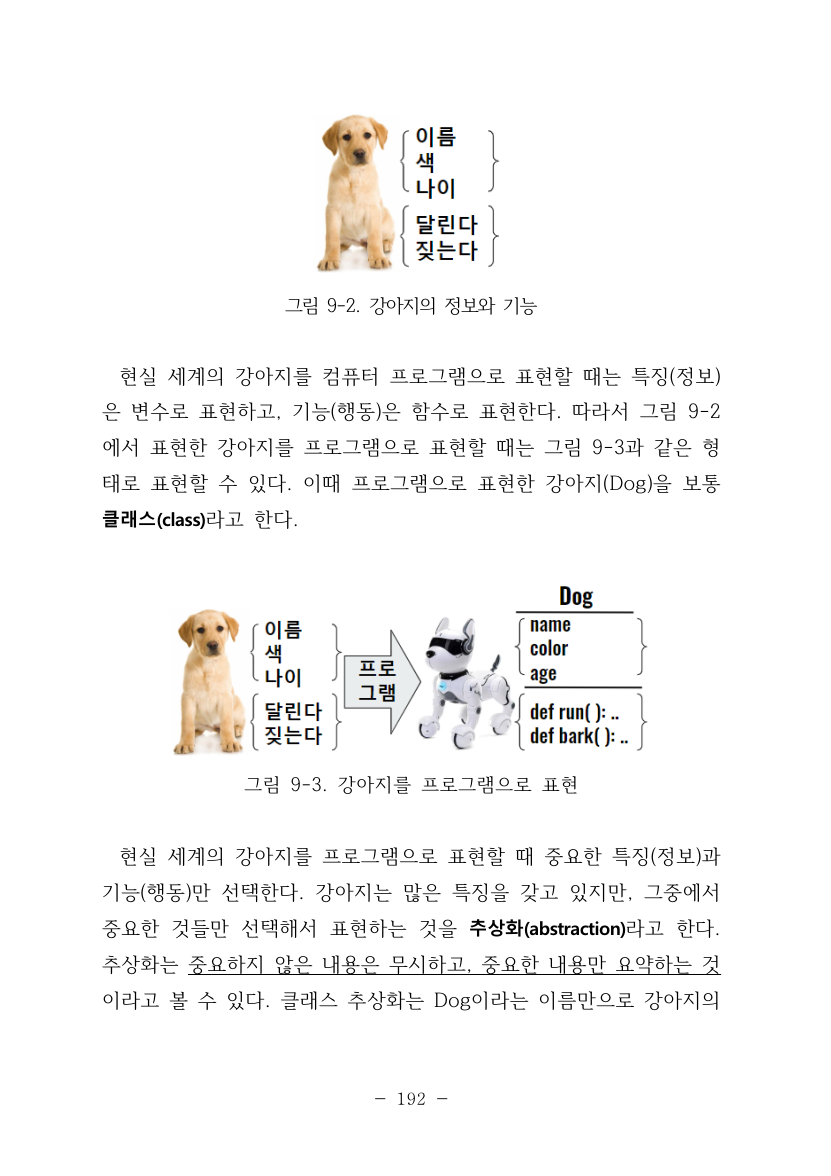 이름
색
나이
달린다
짖는다
그림 9-2. 강아지의 정보와 기능
현실 세계의 강아지를 컴퓨터 프로그램으로 표현할 때는 특징(정보)
은 변수로 표현하고, 기능(행동)은 함수로 표현한다. 따라서 그림 9-2
에서 표현한 강아지를 프로그램으로 표현할 때는 그림 9-3과 같은 형
태로 표현할 수 있다. 이때 프로그램으로 표현한 강아지(Dog)을 보통
클래스(class)라고 한다.
이름
색
나이
달린다
짖는다
프로
그램
Dog
name
color
age
def run( ): ..
def bark( ): ..
그림 9-3. 강아지를 프로그램으로 표현
현실 세계의 강아지를 프로그램으로 표현할 때 중요한 특징(정보)과
기능(행동)만 선택한다. 강아지는 많은 특징을 갖고 있지만, 그중에서
중요한 것들만 선택해서 표현하는 것을 추상화(abstraction)라고 한다.
추상화는 중요하지 않은 내용은 무시하고, 중요한 내용만 요약하는 것
이라고 볼 수 있다. 클래스 추상화는 Dog이라는 이름만으로 강아지의
- 192 -